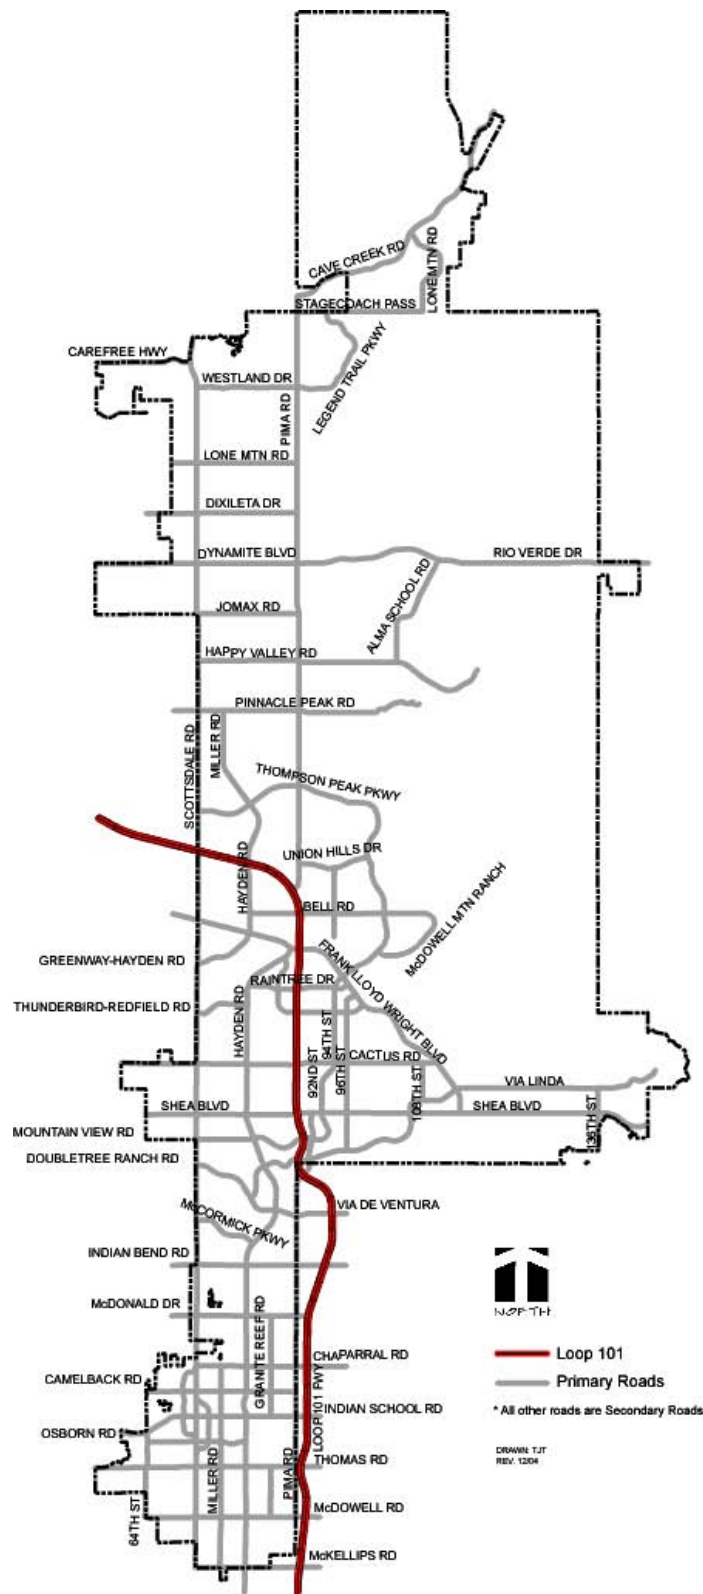 CAVE CREEK RD
LONE MTN RD
STAGECOACH PASS
CAREFREE HWY
WESTLAND DR
LEGEND TRAIL PKWY
PIMA RD
LONE MTN RD
DIXILETA DR
DYNAMITE BLVD
RIO VERDE DR
ALMA SCHOOL RD
JOMAX RD
HAPPY VALLEY RD
PINNACLE PEAK RD
SCOTTSDALE RD
MILLER RD
THOMPSON PEAK PKWY
UNION HILLS DR
HAYDEN RD
BELL RD
McDOWELL MTN RANCH
GREENWAY-HAYDEN RD
FRANK LLOYD WRIGHT BLVD
RAINTREE DR
THUNDERBIRD-REDFIELD RD
HAYDEN RD
94TH ST
92ND ST
96TH ST
CACTUS RD
108TH ST
VIA LINDA
SHEA BLVD
SHEA BLVD
136TH ST
MOUNTAIN VIEW RD
DOUBLETREE RANCH RD
VIA DE VENTURA
McCORMICK PKWY
INDIAN BEND RD
NORTH
McDONALD DR
GRANITE REEF RD
CHAPARRAL RD
Loop 101
CAMELBACK RD
LOOP 101 FWY
Primary Roads
INDIAN SCHOOL RD
* All other roads are Secondary Roads
OSBORN RD
DRAWN: TJT
REV. 12/04
THOMAS RD
MILLER RD
PIMA RD
64TH ST
McDOWELL RD
McKELLIPS RD